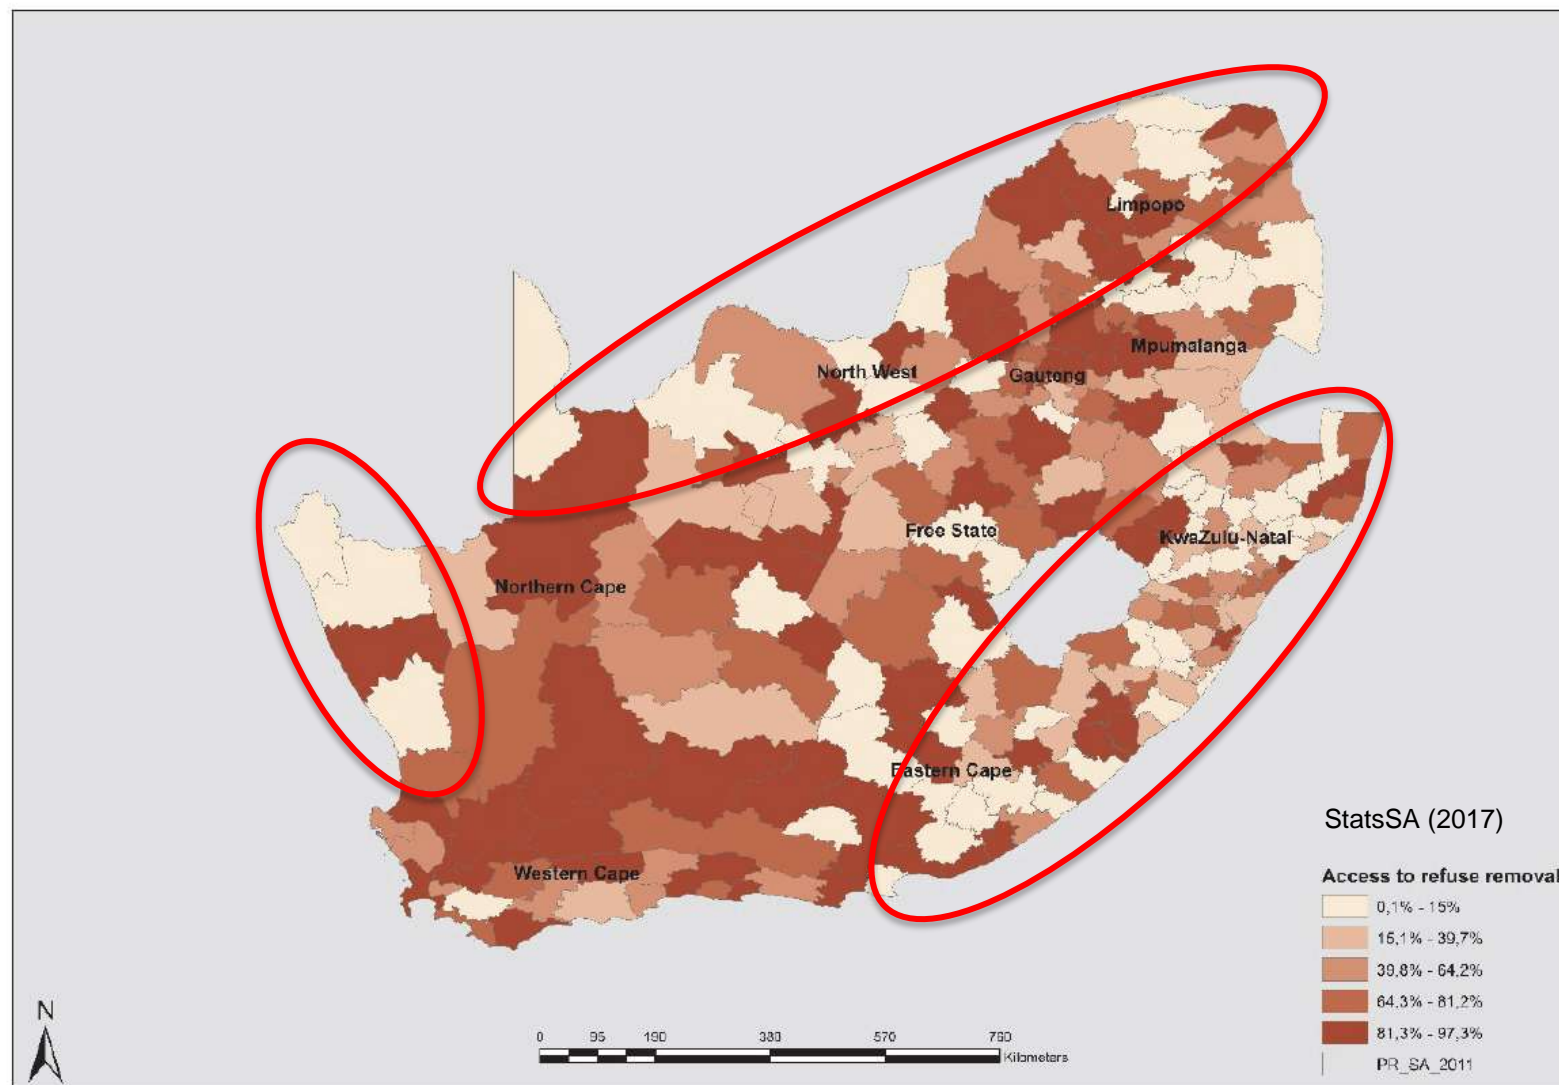 Limpopo
Mpumalanga
North West
Gauteng
Free State
KwaZulu-Natal
Northern Cape
Eastern Cape
Western Cape
StatsSA (2017)
Access to refuse removal
0,1% - 15%
15,1% - 39,7%
39,8% - 64,2%
64,3% - 81,2%
81,3% - 97,3%
PR_SA_2011
N
0 95 190 380 570 760
Kilometers